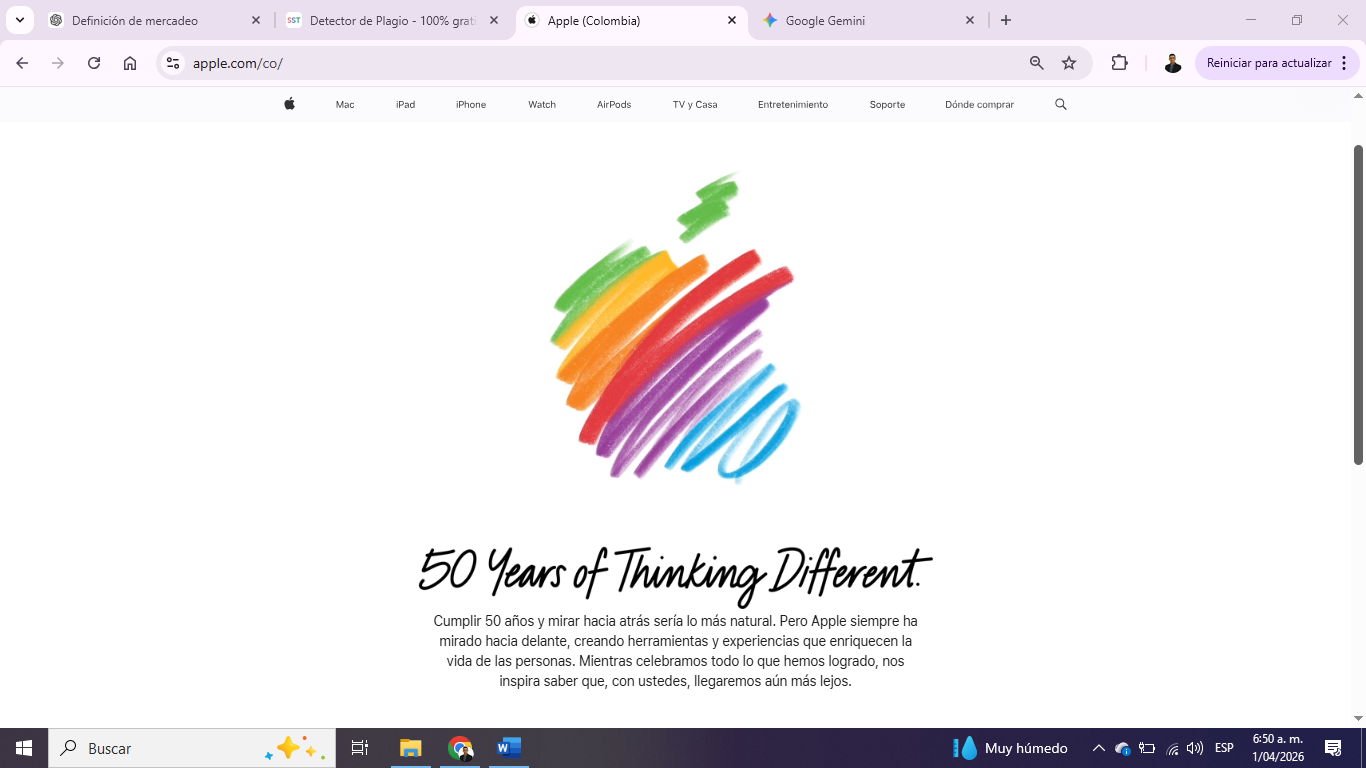 Definición de mercadeo
SST
Detector de Plagio - 100% grat
Apple (Colombia)
Google Gemini
apple.com/co/
Reiniciar para actualizar
Mac iPad iPhone Watch AirPods TV y Casa Entretenimiento Soporte Dónde comprar
50 Years of Thinking Different.
Cumplir 50 años y mirar hacia atrás sería lo más natural. Pero Apple siempre ha
mirado hacia delante, creando herramientas y experiencias que enriquecen la
vida de las personas. Mientras celebramos todo lo que hemos logrado, nos
inspira saber que, con ustedes, llegaremos aún más lejos.
Buscar
Muy húmedo
ESP
6:50 a. m.
1/04/2026